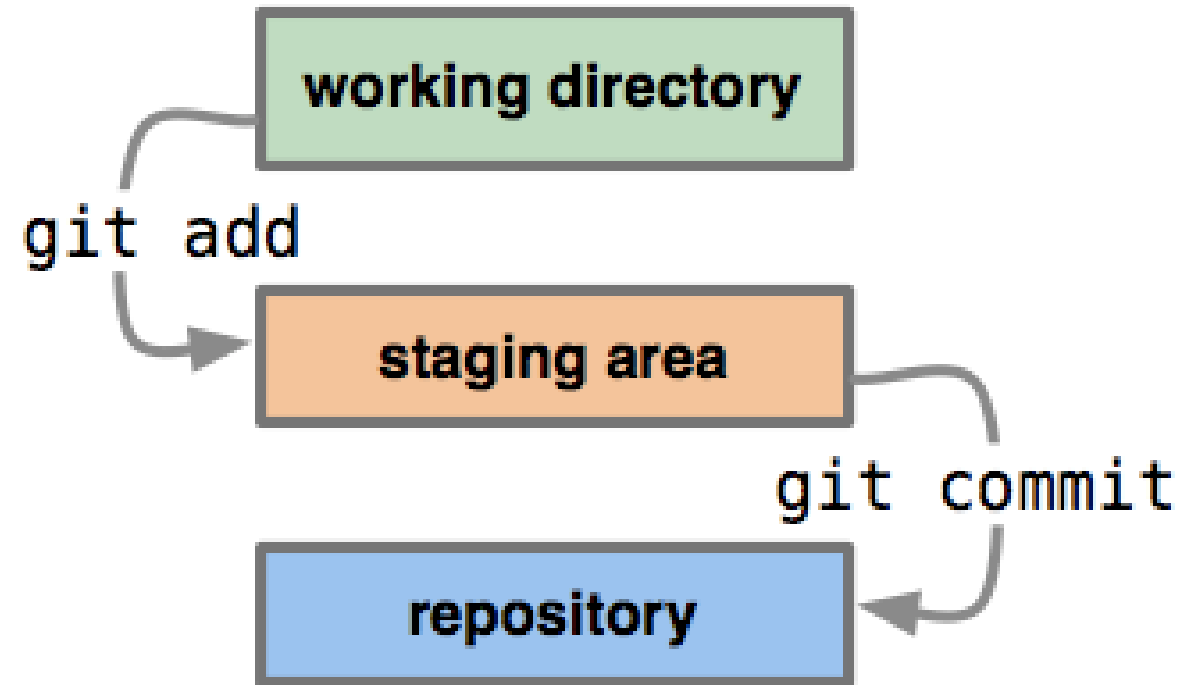 working directory
git add
staging area
git commit
repository